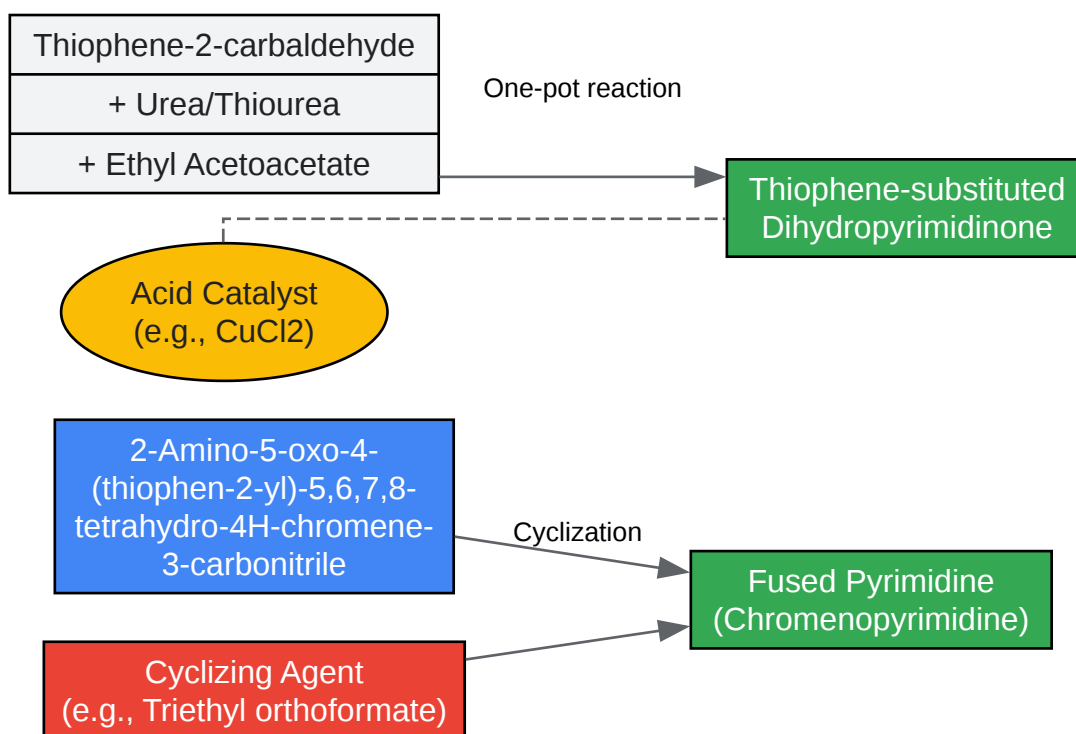 Thiophene-2-carbaldehyde
+ Urea/Thiourea
+ Ethyl Acetoacetate
One-pot reaction
Thiophene-substituted
Dihydropyrimidinone
Acid Catalyst
(e.g., CuCl2)
2-Amino-5-oxo-4-
(thiophen-2-yl)-5,6,7,8-
tetrahydro-4H-chromene-
3-carbonitrile
Cyclization
Fused Pyrimidine
(Chromenopyrimidine)
Cyclizing Agent
(e.g., Triethyl orthoformate)